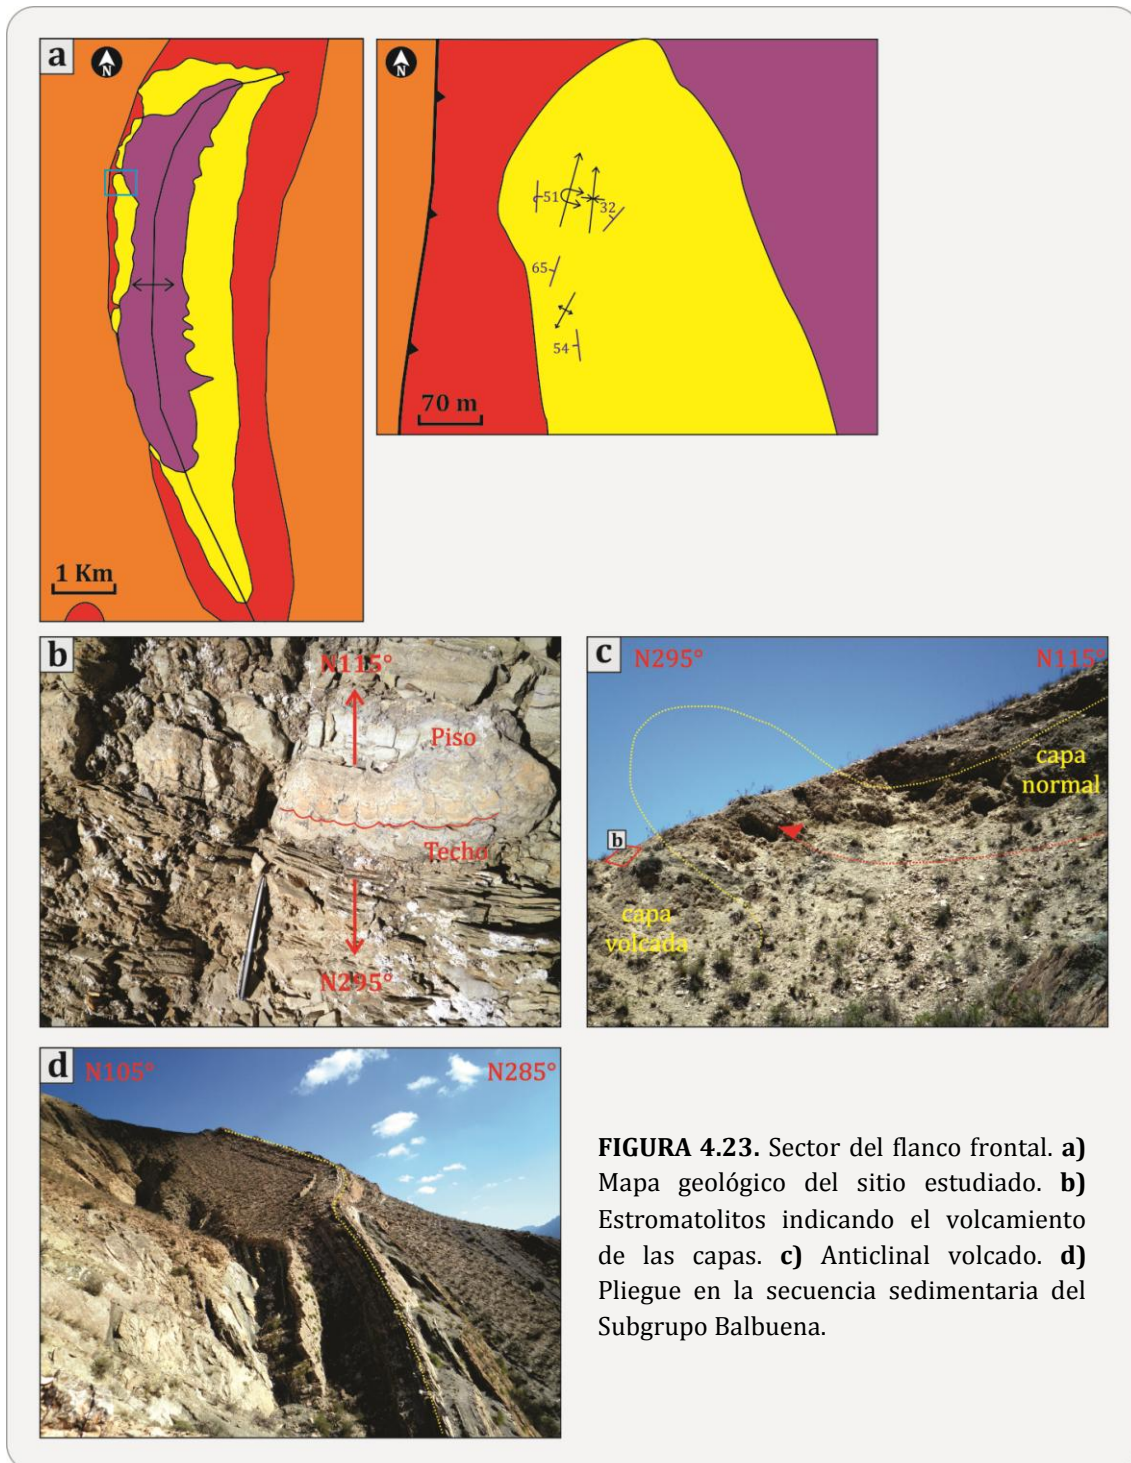 a
N
1 Km
N
51
32
65
54
70 m
b
N115°
Piso
Techo
N295°
c
N295°
N115°
capa
normal
b
capa
volcada
d
N105°
N285°
FIGURA 4.23. Sector del flanco frontal. a)
Mapa geológico del sitio estudiado. b)
Estromatolitos indicando el volcamiento
de las capas. c) Anticlinal volcado. d)
Pliegue en la secuencia sedimentaria del
Subgrupo Balbuena.